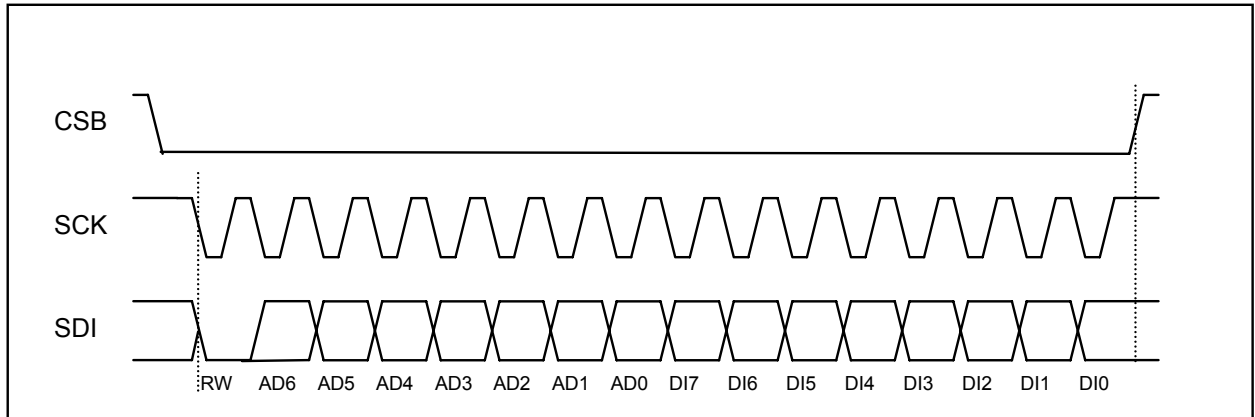 CSB
SCK
SDI
RW AD6 AD5 AD4 AD3 AD2 AD1 AD0 DI7 DI6 DI5 DI4 DI3 DI2 DI1 DI0